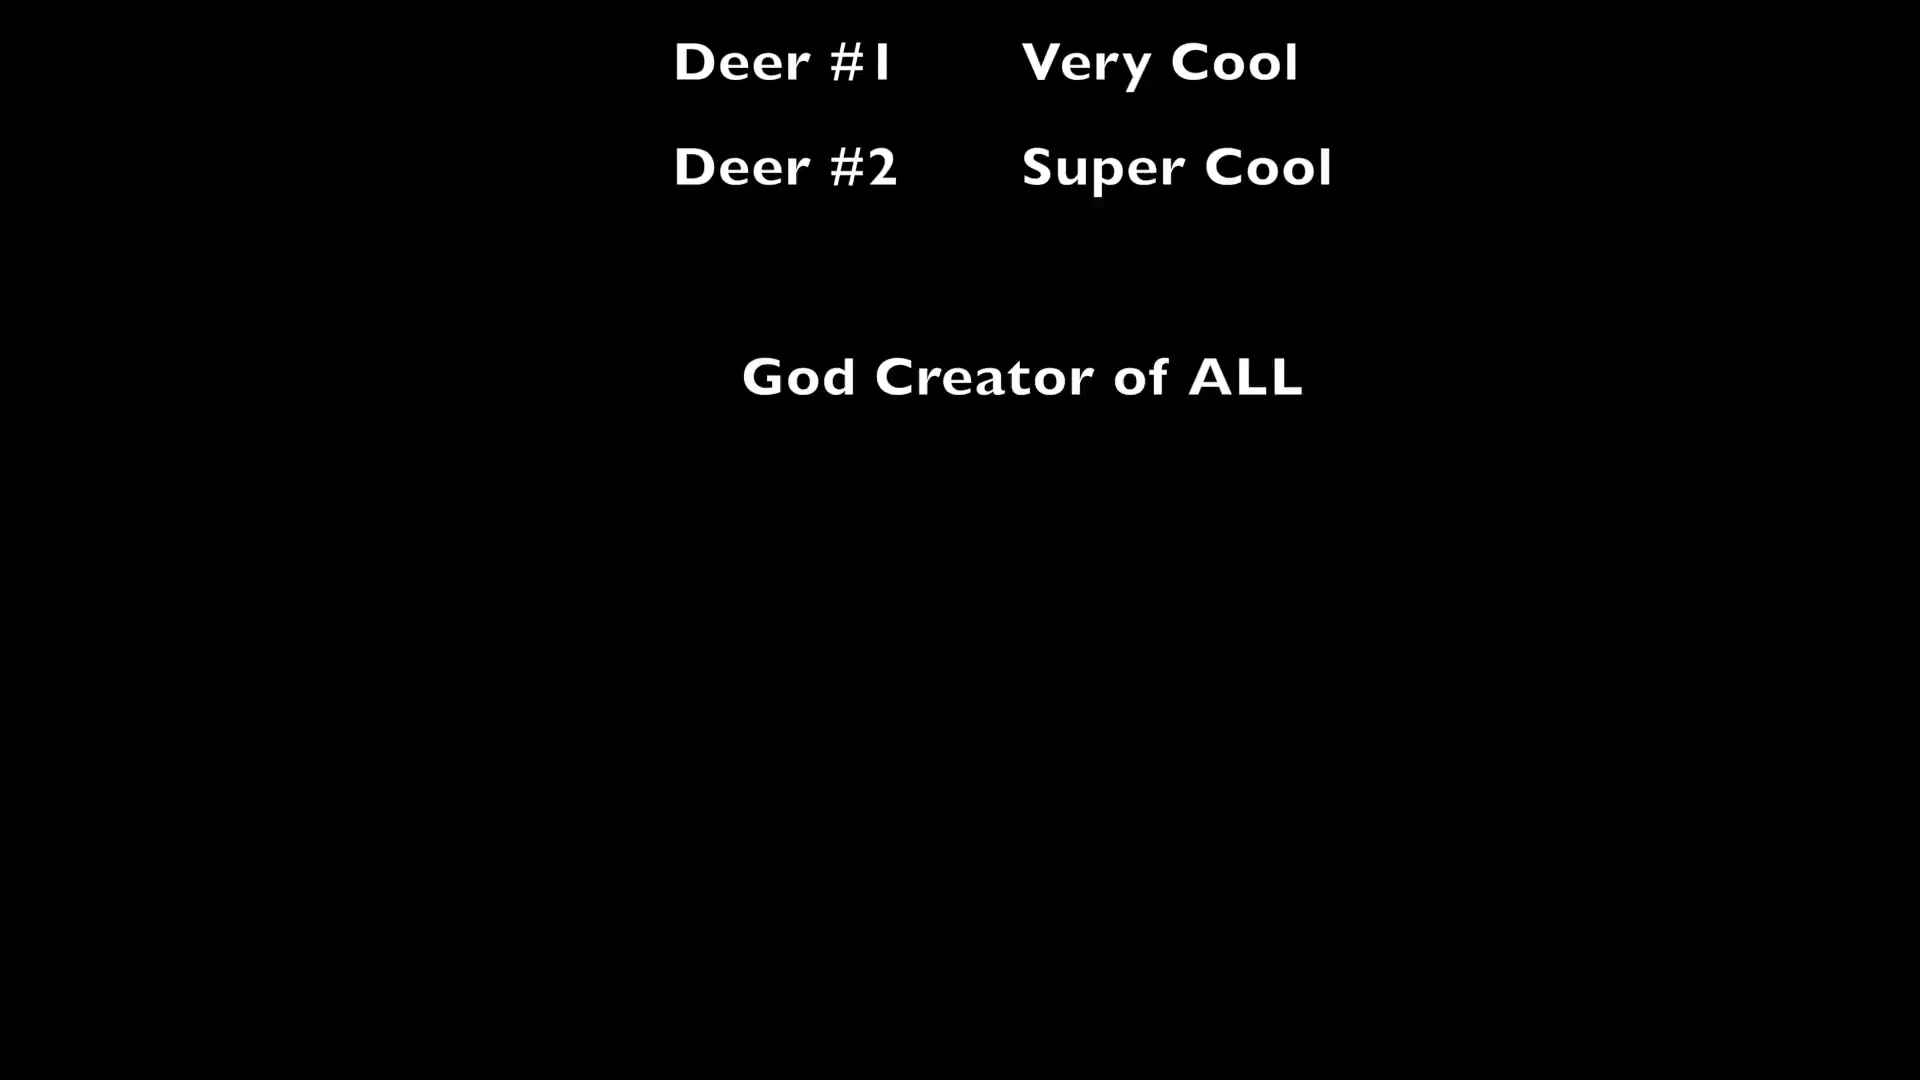 Deer #1 Very Cool
Deer #2 Super Cool
God Creator of ALL